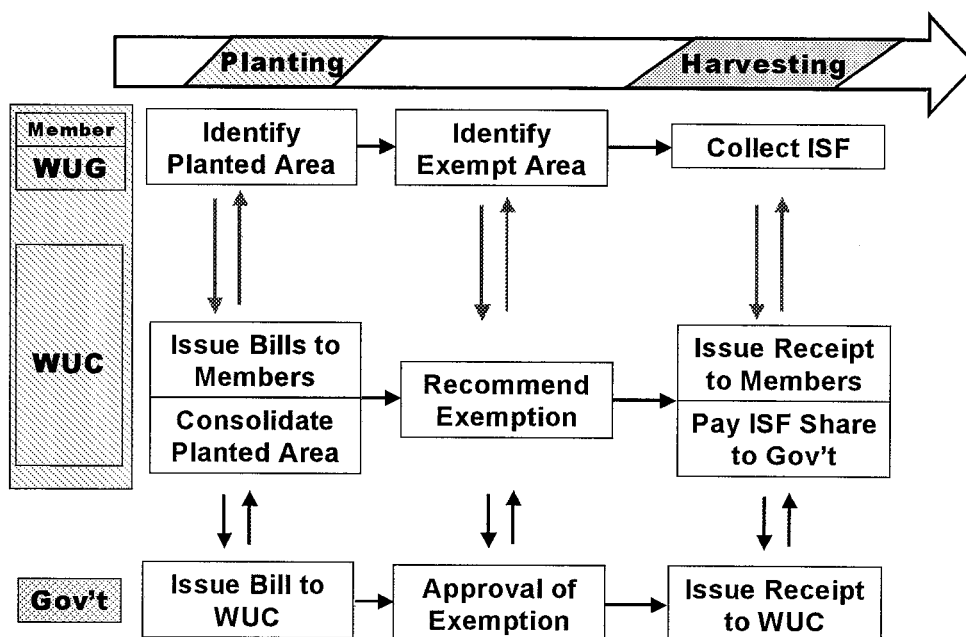 Planting
Harvesting
Member
WUG
Identify
Planted Area
Identify
Exempt Area
Collect ISF
WUC
Issue Bills to
Members
Consolidate
Planted Area
Recommend
Exemption
Issue Receipt
to Members
Pay ISF Share
to Gov't
Gov't
Issue Bill to
WUC
Approval of
Exemption
Issue Receipt
to WUC